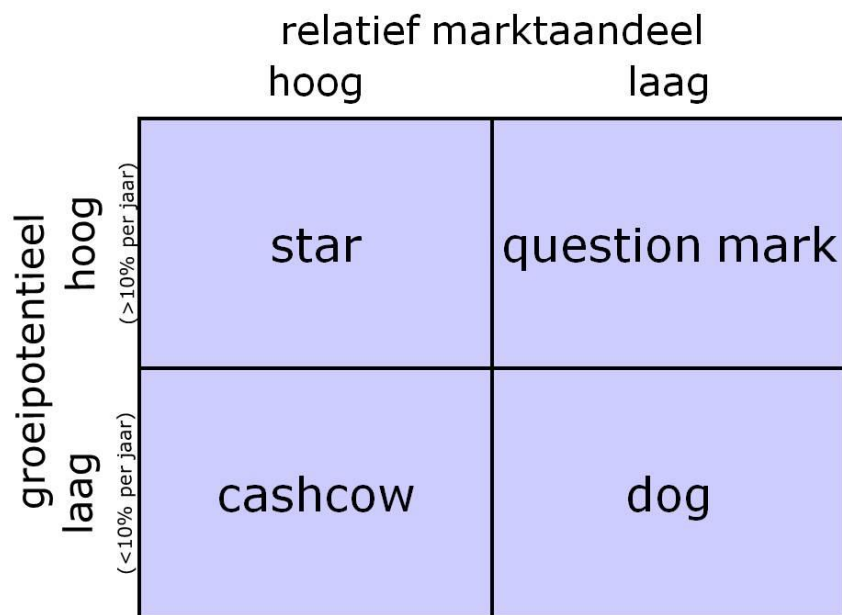 relatief marktaandeel
hoog laag
groeipotentieel
hoog
(>10% per jaar)
star question mark
laag
(<10% per jaar)
cashcow dog